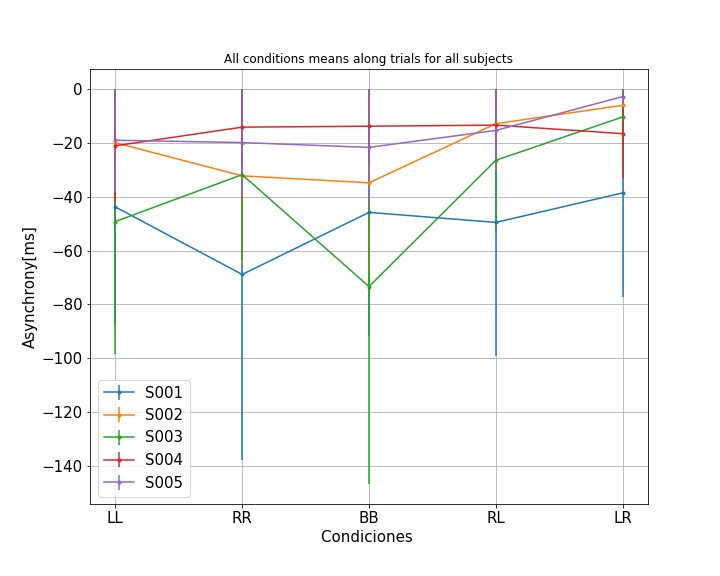 All conditions means along trials for all subjects
Asynchrony[ms]
0
−20
−40
−60
−80
−100
−120
−140
S001
S002
S003
S004
S005
LL RR BB RL LR
Condiciones